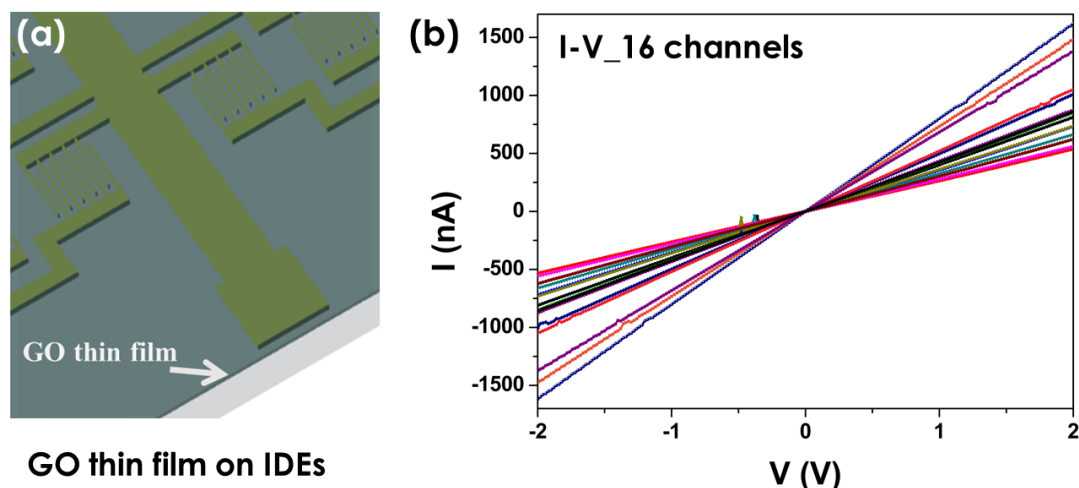 (a)
GO thin film
GO thin film on IDEs
(b)
I-V_16 channels
I (nA)
1500
1000
500
0
-500
-1000
-1500
-2
-1
0
1
2
V (V)